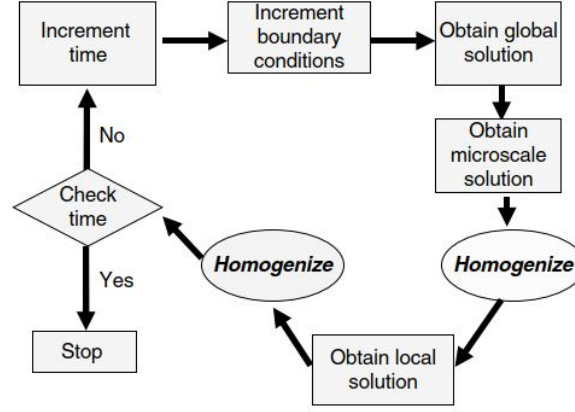 Increment
time
Increment
boundary
conditions
Obtain global
solution
Obtain
microscale
solution
No
Check
time
Homogenize
Homogenize
Yes
Stop
Obtain local
solution